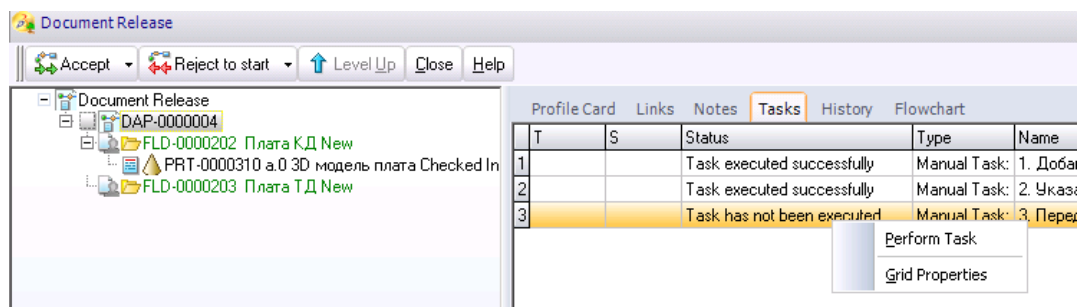 Document Release
Accept Reject to start Level Up Close Help
Document Release
DAP-0000004
FLD-0000202 Плата КД New
PRT-0000310 a.0 3D модель плата Checked In
FLD-0000203 Плата ТД New
Profile Card Links Notes Tasks History Flowchart
T S Status Type Name
1 Task executed successfully Manual Task: 1. Доба
2 Task executed successfully Manual Task: 2. Указа
3 Task has not been executed Manual Task: 3. Перед
Perform Task
Grid Properties